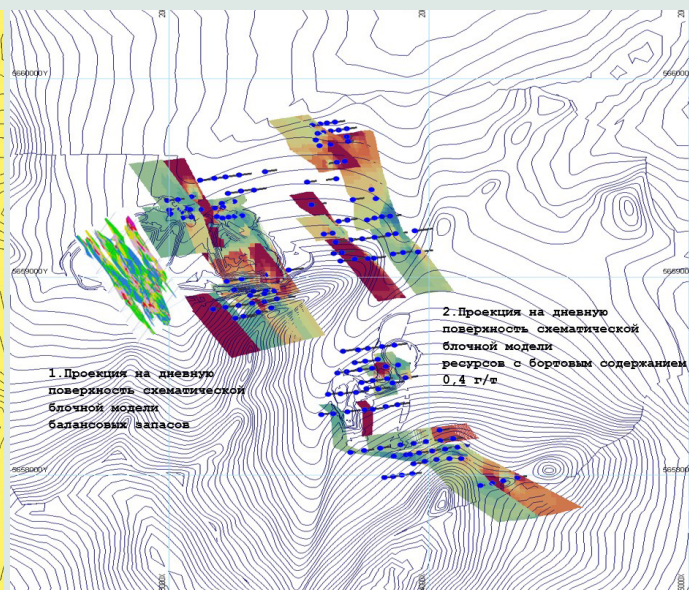 5660000Y
5659000Y
5659000
2.Проекция на дневную
поверхность схематической
блочной модели
ресурсов с бортовым содержанием
0,4 г/т
1.Проекция на дневную
поверхность схематической
блочной модели
балансовых запасов
5658000Y